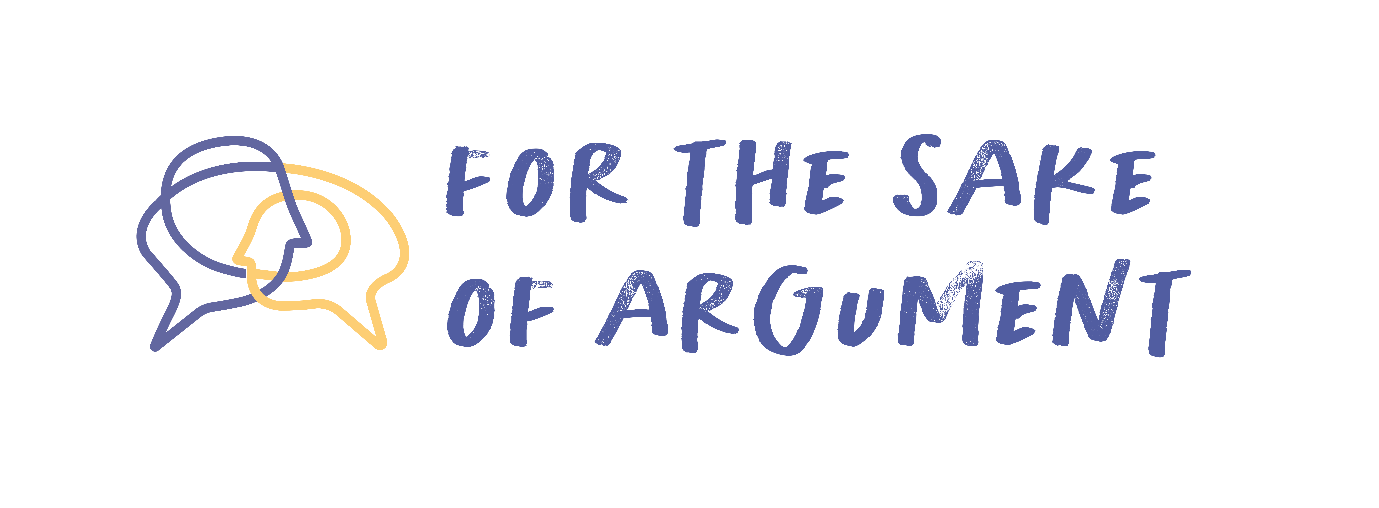 FOR THE SAKE
OF ARGUMENT